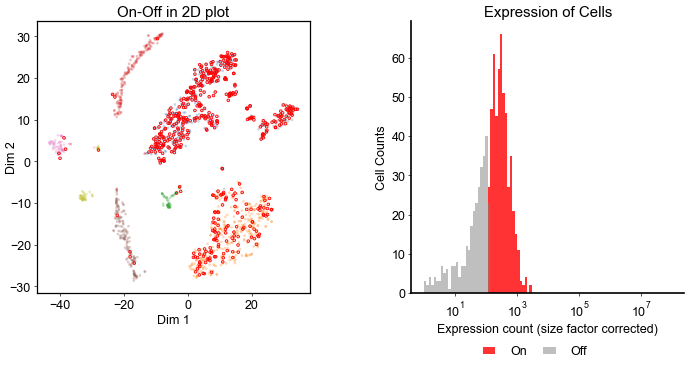 On-Off in 2D plot
Dim 2
30
20
10
0
−10
−20
−30
−40
−20
0
20
Dim 1
Expression of Cells
Cell Counts
60
50
40
30
20
10
0
10^1
10^3
10^5
10^7
Expression count (size factor corrected)
On
Off